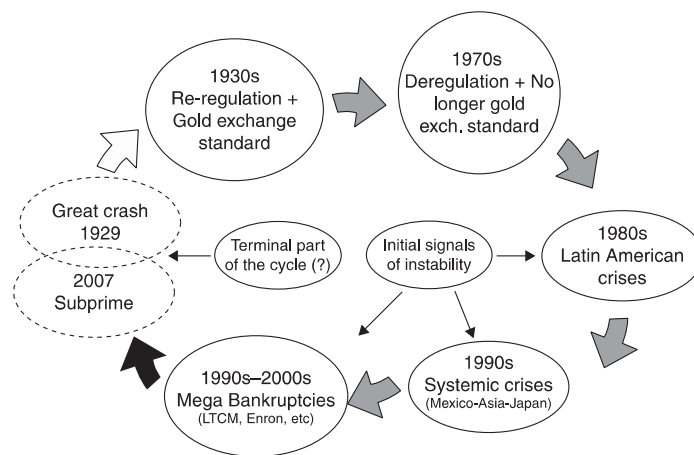 1930s
Re-regulation +
Gold exchange
standard
1970s
Deregulation + No
longer gold
exch. standard
Great crash
1929
2007
Subprime
Terminal part
of the cycle (?)
Initial signals
of instability
1980s
Latin American
crises
1990s–2000s
Mega Bankruptcies
(LTCM, Enron, etc)
1990s
Systemic crises
(Mexico-Asia-Japan)